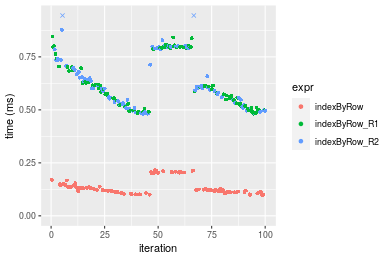 0.75
0.50
0.25
0.00
time (ms)
0
25
50
75
100
iteration
expr
indexByRow
indexByRow_R1
indexByRow_R2